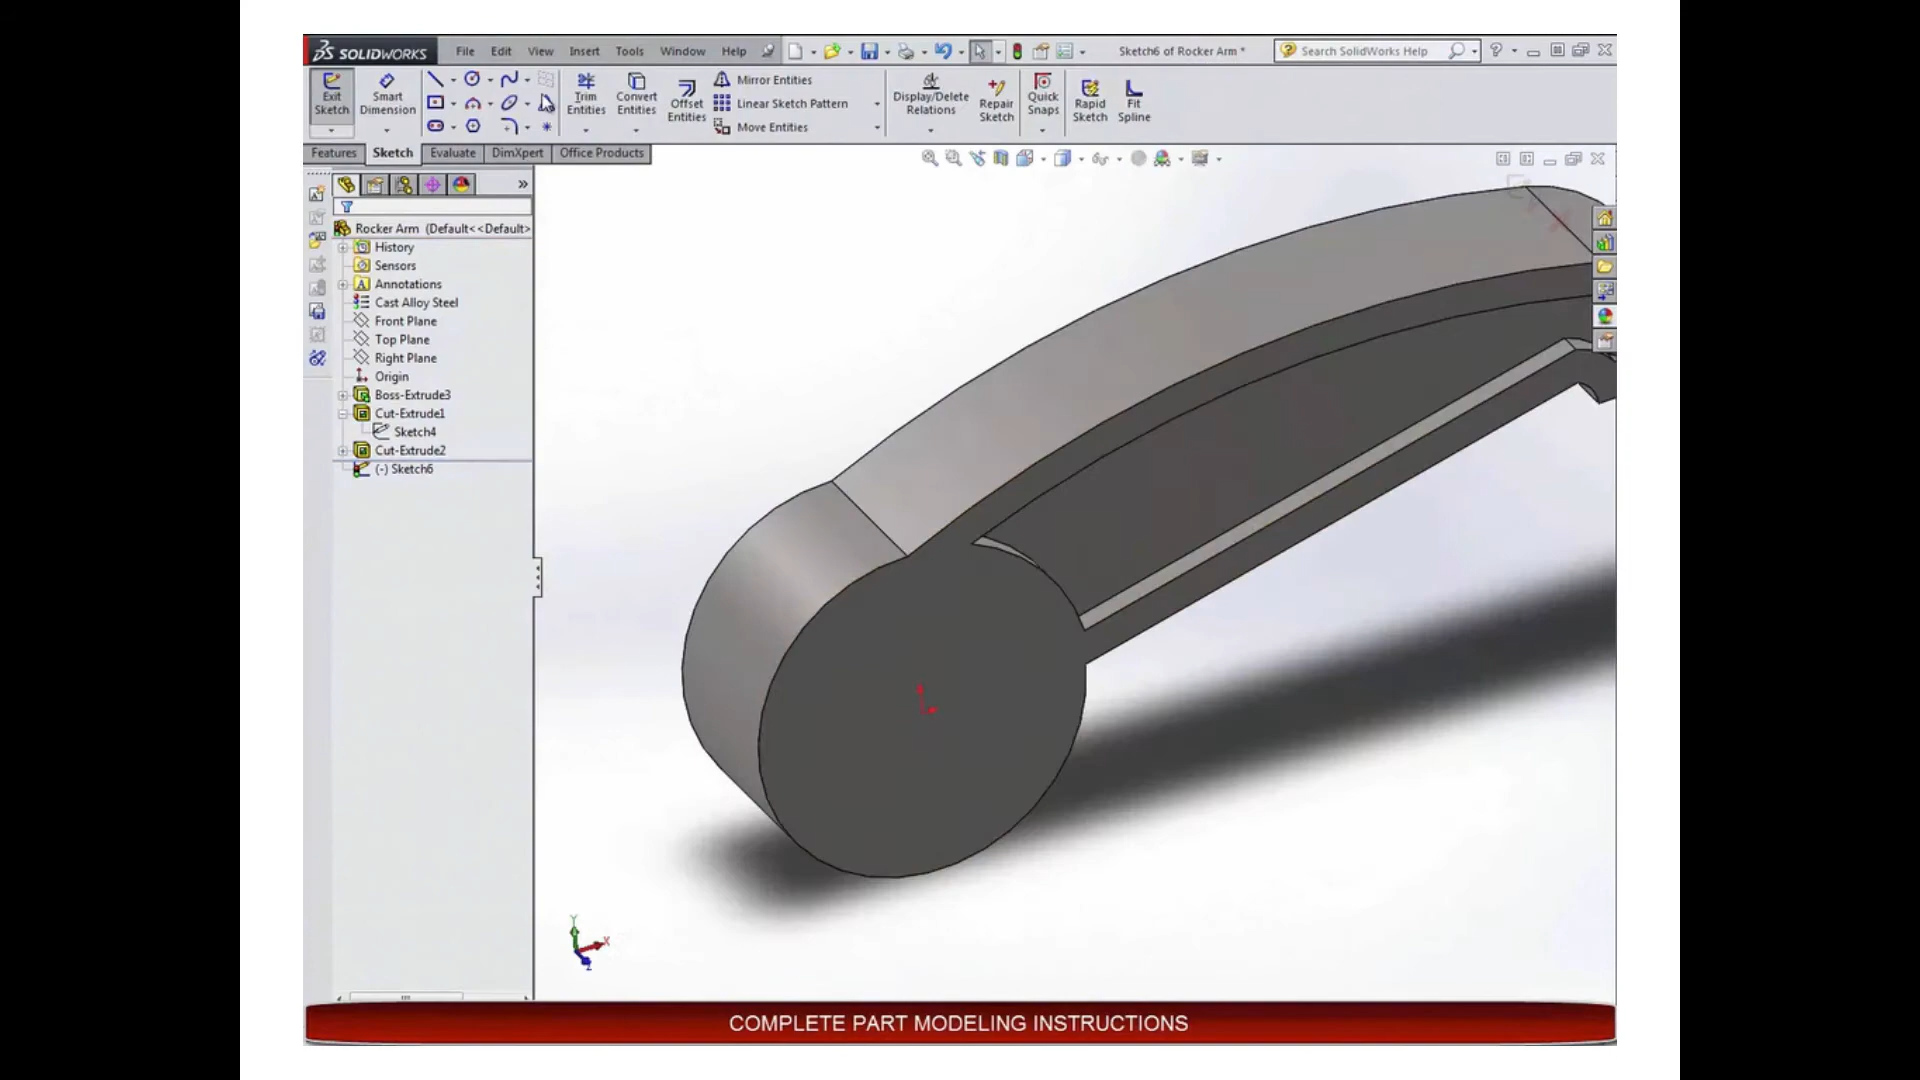 SOLIDWORKS File Edit View Insert Tools Window Help Sketch6 of Rocker Arm * Search SolidWorks Help
Exit Sketch
Smart Dimension
Trim Entities
Convert Entities
Offset Entities
Mirror Entities
Linear Sketch Pattern
Move Entities
Display/Delete Relations
Repair Sketch
Quick Snaps
Rapid Sketch
Fit Spline
Features Sketch Evaluate DimXpert Office Products
Rocker Arm (Default<<Default>
History
Sensors
Annotations
Cast Alloy Steel
Front Plane
Top Plane
Right Plane
Origin
Boss-Extrude3
Cut-Extrude1
Sketch4
Cut-Extrude2
(-) Sketch6
Y
X
Z
COMPLETE PART MODELING INSTRUCTIONS